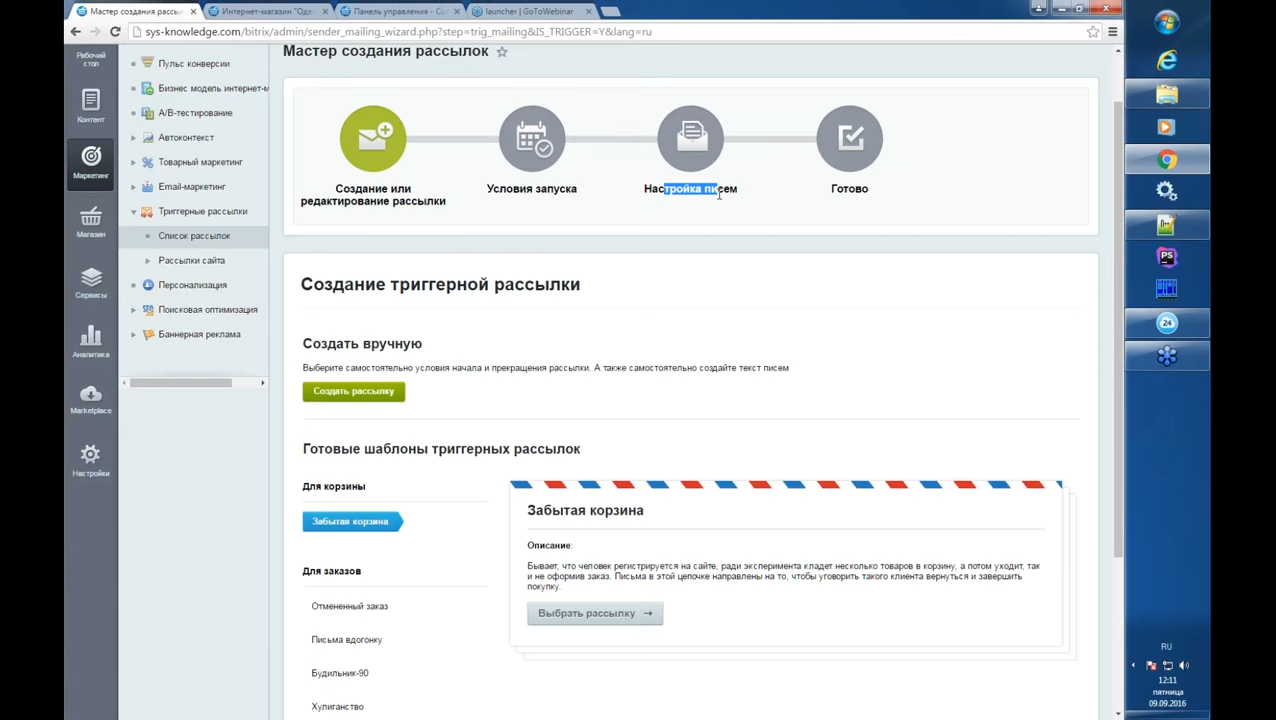 Мастер создания рассыл
Интернет-магазин "Оде
Панель управления - Со
launcher | GoToWebinar
sys-knowledge.com/bitrix/admin/sender_mailing_wizard.php?step=trig_mailing&IS_TRIGGER=Y&lang=ru
Рабочий
стол
Контент
Маркетинг
Магазин
Сервисы
Аналитика
Marketplace
Настройки
Пульс конверсии
Бизнес модель интернет-м
A/B-тестирование
Автоконтекст
Товарный маркетинг
Email-маркетинг
Триггерные рассылки
Список рассылок
Рассылки сайта
Персонализация
Поисковая оптимизация
Баннерная реклама
Мастер создания рассылок
Создание или
редактирование рассылки
Условия запуска
Настройка писем
Готово
Создание триггерной рассылки
Создать вручную
Выберите самостоятельно условия начала и прекращения рассылки. А также самостоятельно создайте текст писем
Создать рассылку
Готовые шаблоны триггерных рассылок
Для корзины
Забытая корзина
Для заказов
Отмененный заказ
Письма вдогонку
Будильник-90
Хулиганство
Забытая корзина
Описание:
Бывает, что человек регистрируется на сайте, ради эксперимента кладет несколько товаров в корзину, а потом уходит, так
и не оформив заказ. Письма в этой цепочке направлены на то, чтобы уговорить такого клиента вернуться и завершить
покупку.
Выбрать рассылку →
PS
24
RU
12:11
пятница
09.09.2016